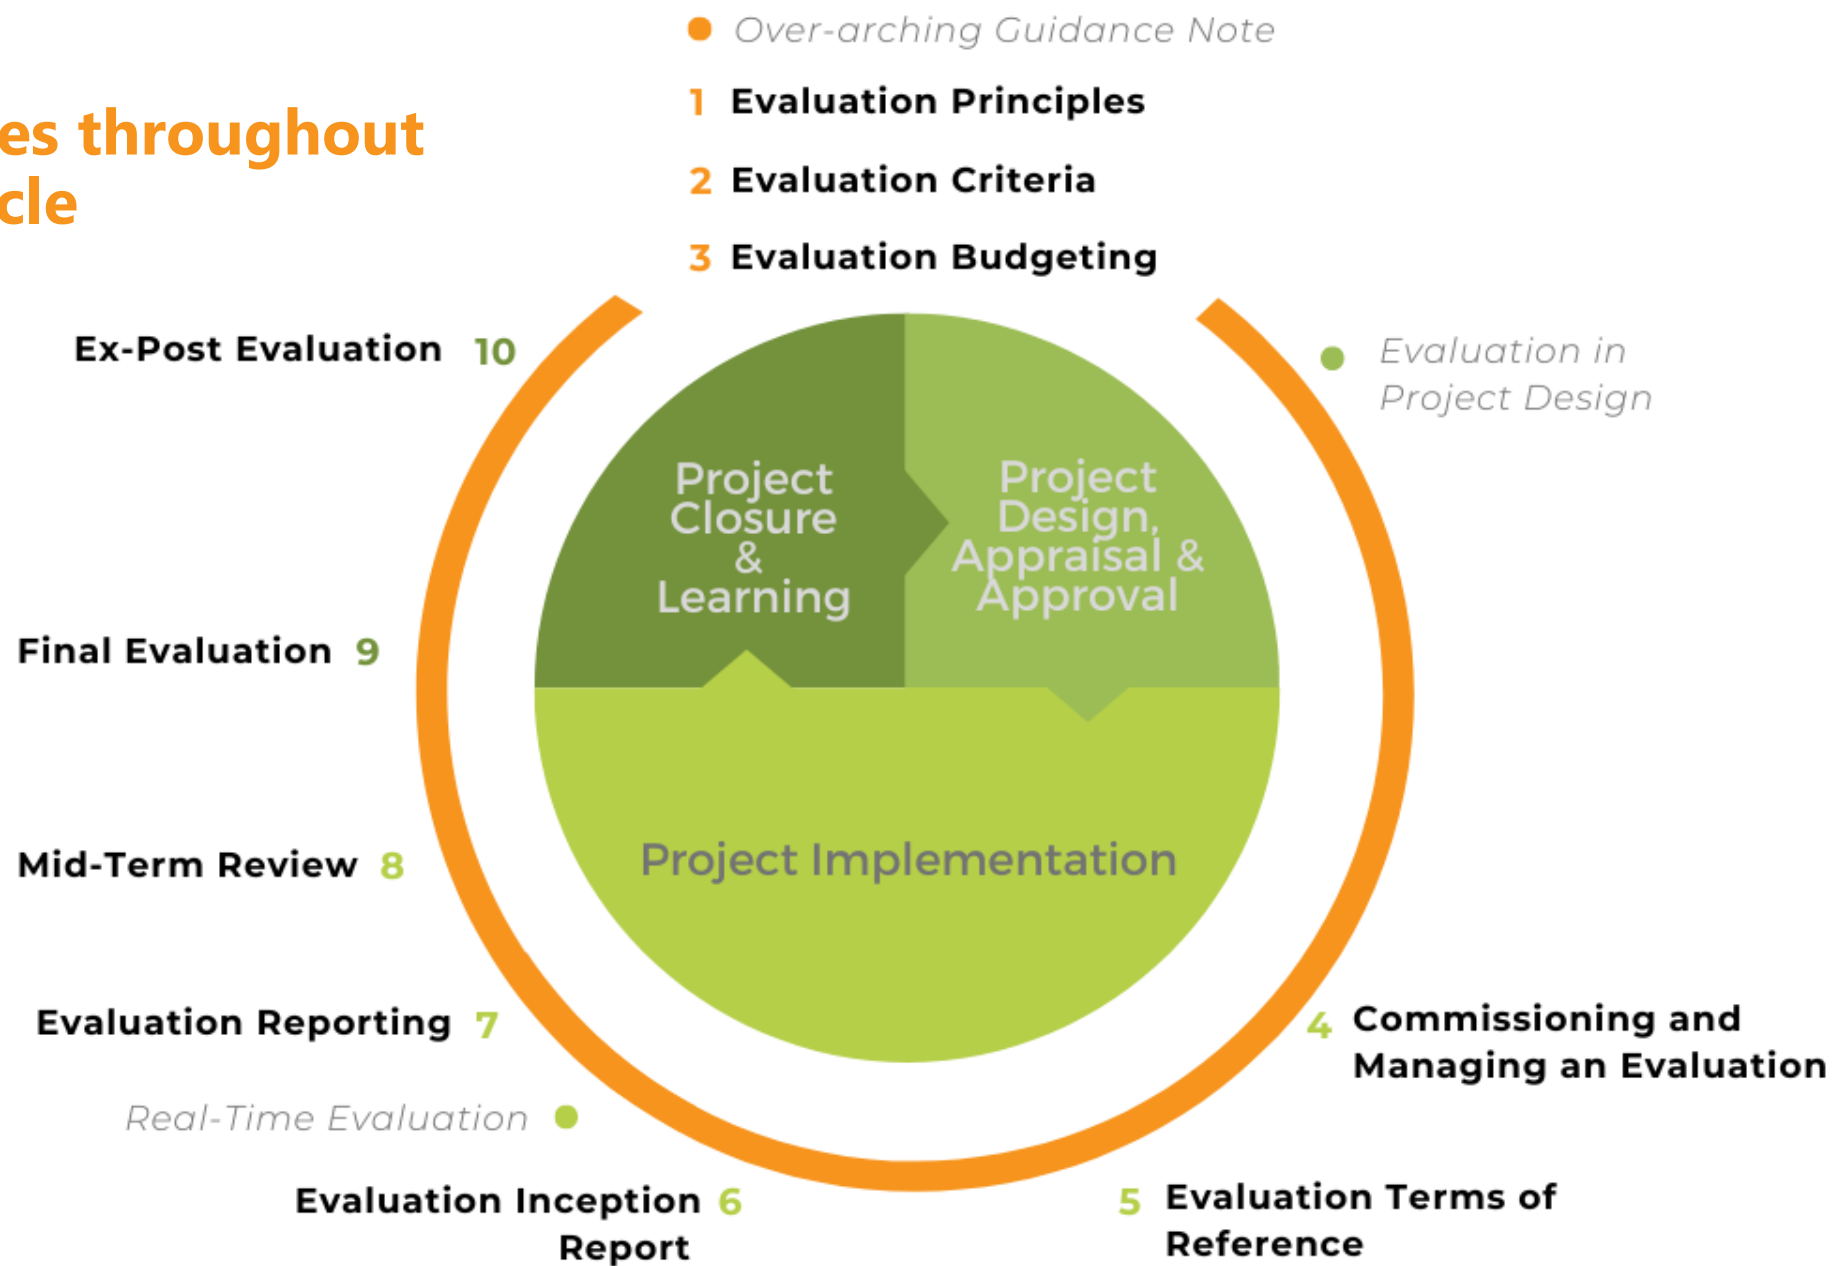 es throughout
cle
Over-arching Guidance Note
1 Evaluation Principles
2 Evaluation Criteria
3 Evaluation Budgeting
Evaluation in
Project Design
4 Commissioning and
Managing an Evaluation
5 Evaluation Terms of
Reference
Evaluation Inception 6
Report
Real-Time Evaluation
Evaluation Reporting 7
Mid-Term Review 8
Final Evaluation 9
Ex-Post Evaluation 10
Project
Closure
&
Learning
Project
Design,
Appraisal &
Approval
Project Implementation